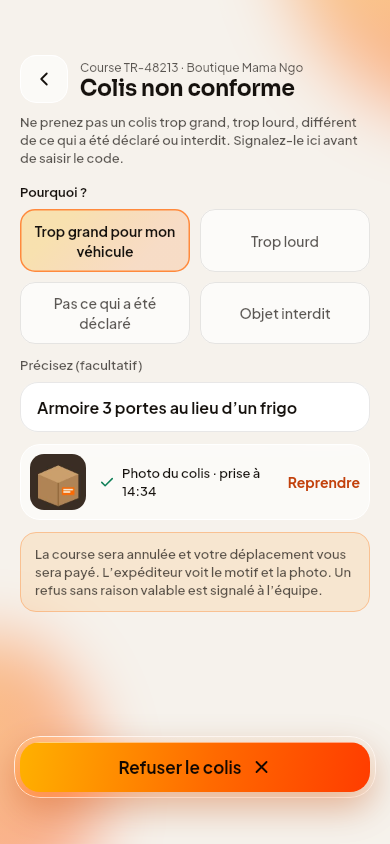 Course TR-48213 · Boutique Mama Ngo
Colis non conforme
Ne prenez pas un colis trop grand, trop lourd, différent
de ce qui a été déclaré ou interdit. Signalez-le ici avant
de saisir le code.
Pourquoi ?
Trop grand pour mon
véhicule
Trop lourd
Pas ce qui a été
déclaré
Objet interdit
Précisez (facultatif)
Armoire 3 portes au lieu d’un frigo
Photo du colis · prise à
14:34
Reprendre
La course sera annulée et votre déplacement vous
sera payé. L’expéditeur voit le motif et la photo. Un
refus sans raison valable est signalé à l’équipe.
Refuser le colis